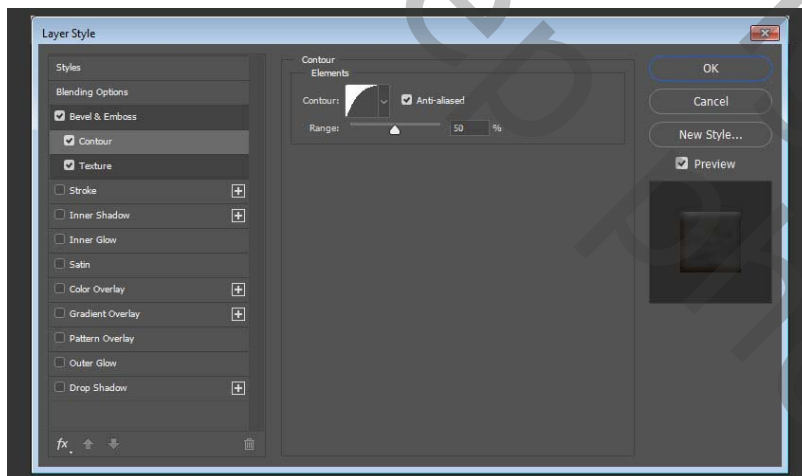 Layer Style
Styles
Blending Options
Bevel & Emboss
Contour
Texture
Stroke
Inner Shadow
Inner Glow
Satin
Color Overlay
Gradient Overlay
Pattern Overlay
Outer Glow
Drop Shadow
fx
Contour
Elements
Contour: Anti-aliased
Range: 50 %
OK
Cancel
New Style...
Preview